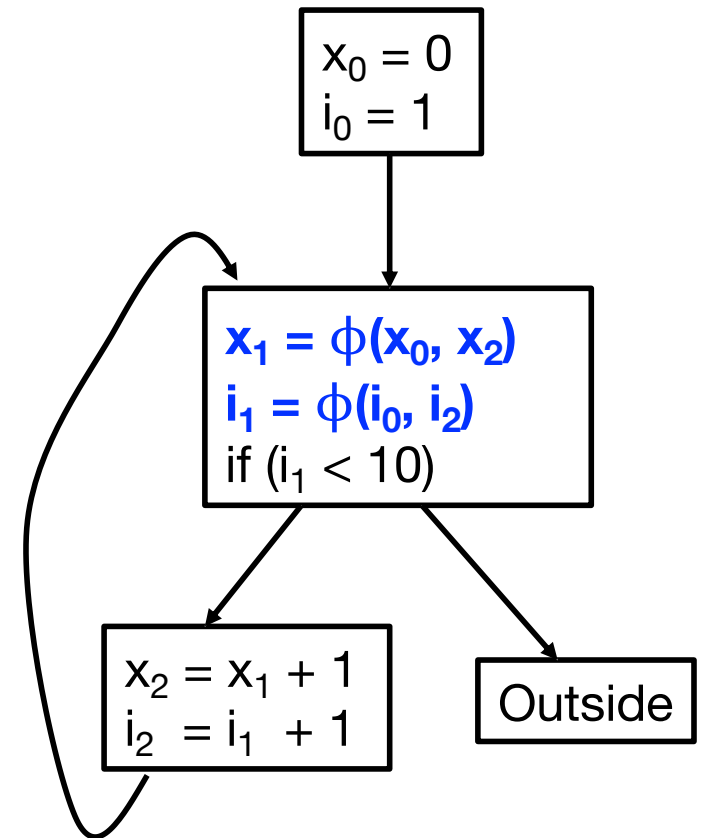 x₀ = 0
i₀ = 1
x₁ = ϕ(x₀, x₂)
i₁ = ϕ(i₀, i₂)
if (i₁ < 10)
x₂ = x₁ + 1
i₂ = i₁ + 1
Outside